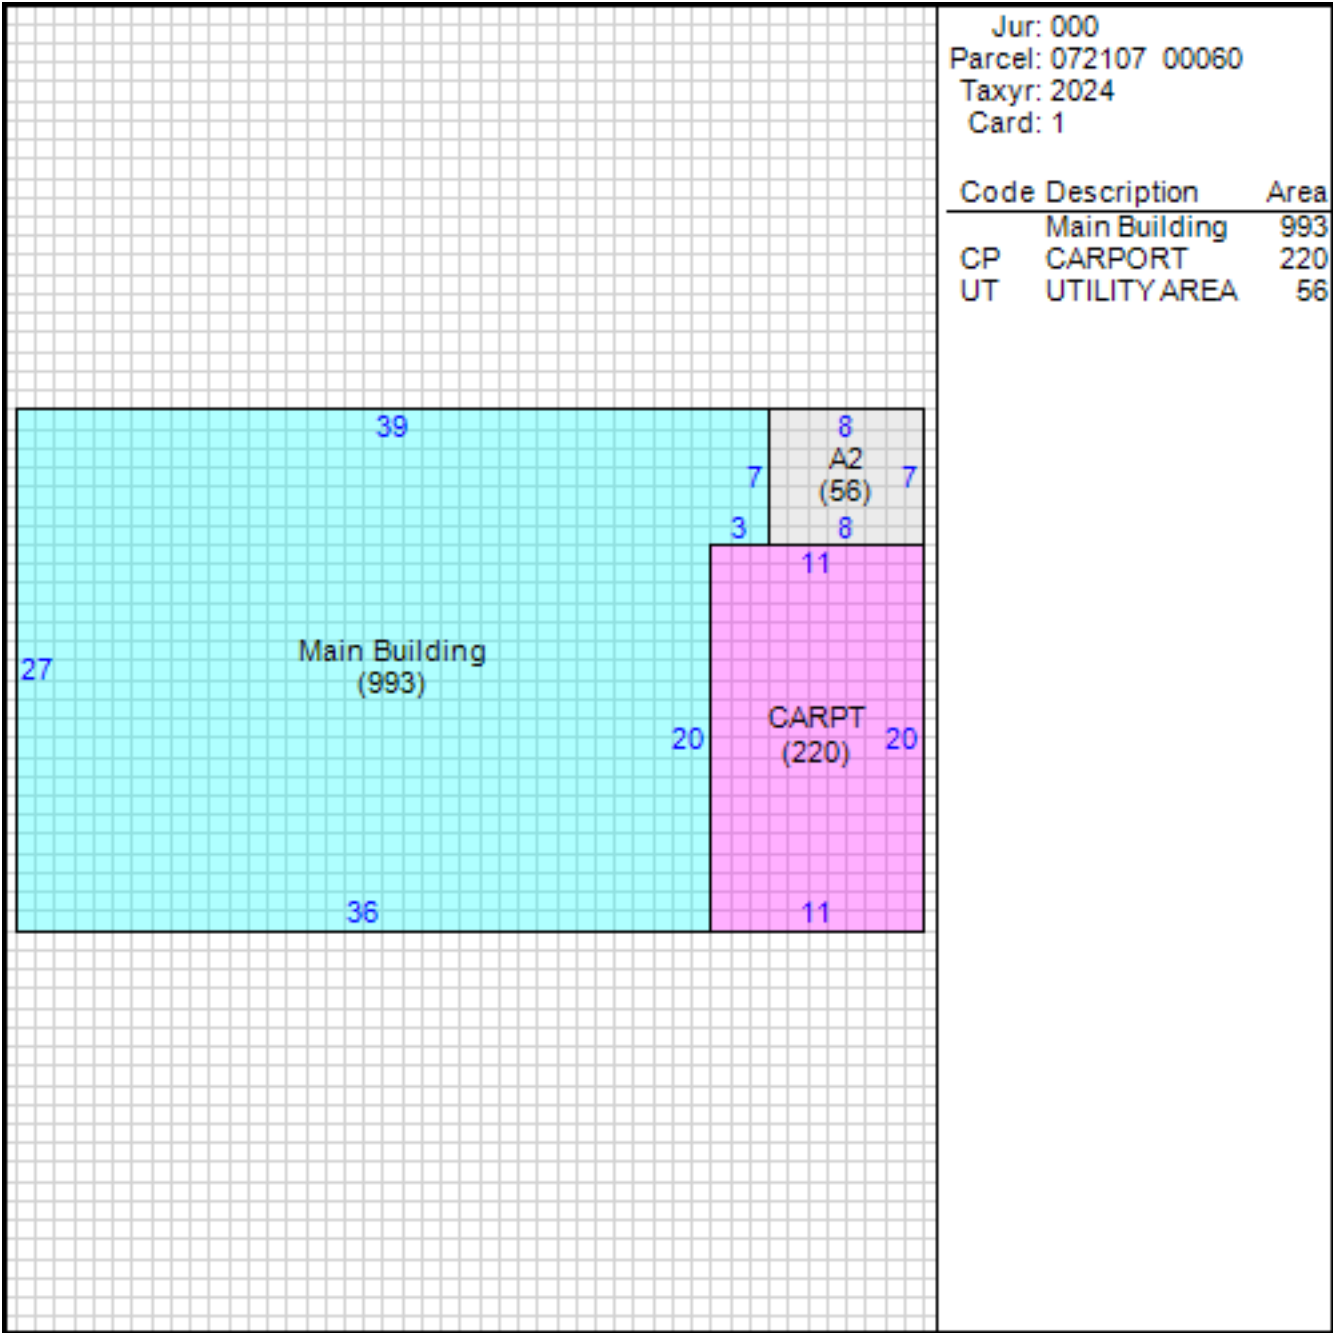 Jur: 000
Parcel: 072107 00060
Taxyr: 2024
Card: 1
Code Description Area
Main Building 993
CP CARPORT 220
UT UTILITY AREA 56
39
8
A2
7
(56)
7
3
8
11
Main Building
27
(993)
CARPT
20
(220)
20
36
11